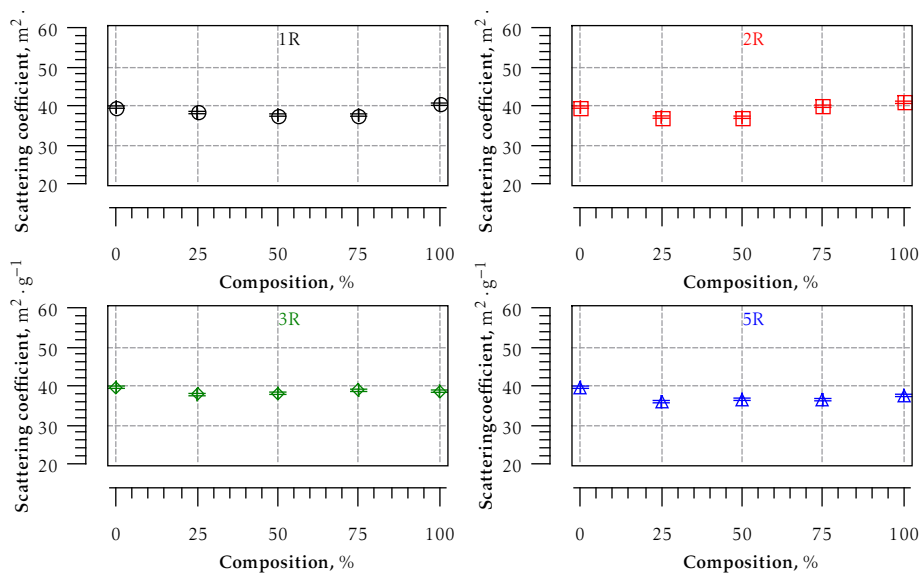 Scattering coefficient, m² ·
60
50
40
30
20
1R
0 25 50 75 100
Composition, %
Scattering coefficient, m² ·
60
50
40
30
20
2R
0 25 50 75 100
Composition, %
Scattering coefficient, m² · g⁻¹
60
50
40
30
20
3R
0 25 50 75 100
Composition, %
Scatteringcoefficient, m² · g⁻¹
60
50
40
30
20
5R
0 25 50 75 100
Composition, %